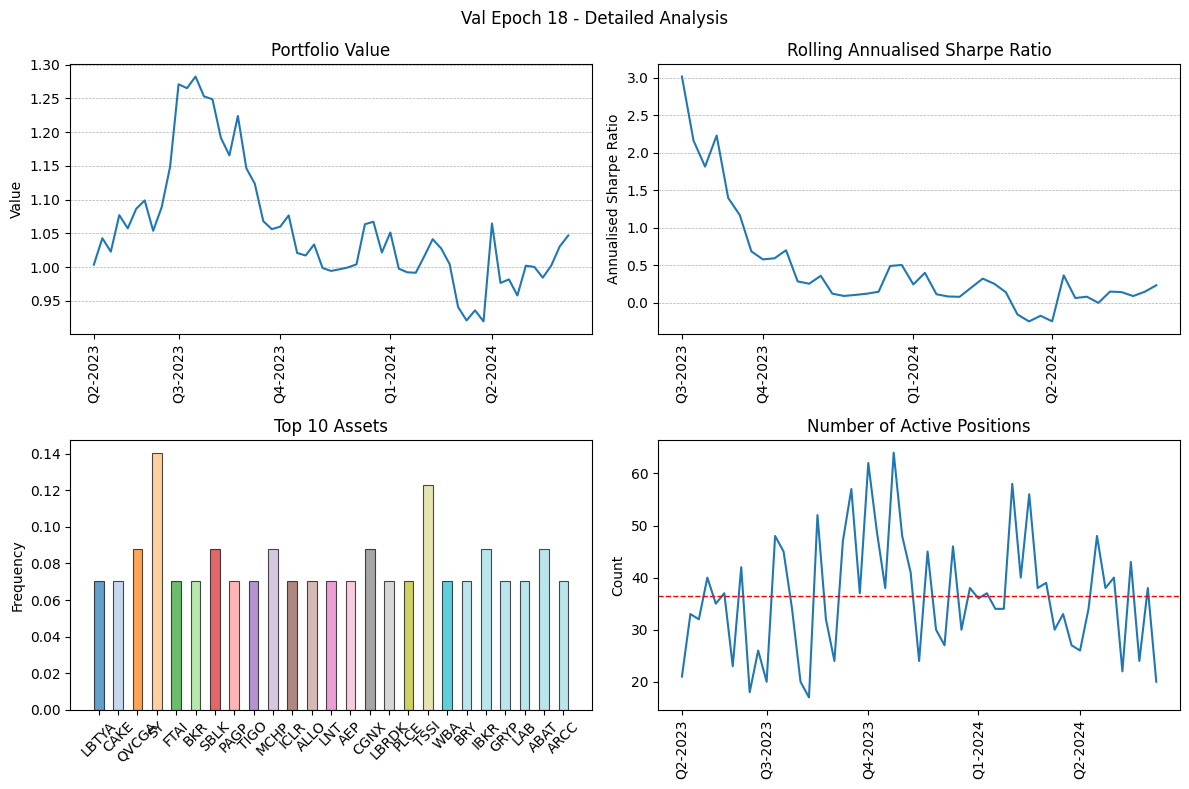 Val Epoch 18 - Detailed Analysis
Portfolio Value
Value
1.30
1.25
1.20
1.15
1.10
1.05
1.00
0.95
Q2-2023
Q3-2023
Q4-2023
Q1-2024
Q2-2024
Rolling Annualised Sharpe Ratio
Annualised Sharpe Ratio
3.0
2.5
2.0
1.5
1.0
0.5
0.0
Q3-2023
Q4-2023
Q1-2024
Q2-2024
Top 10 Assets
Frequency
0.14
0.12
0.10
0.08
0.06
0.04
0.02
0.00
LBTYA
CAKE
QVCGA
SY
FTAI
BKR
SBLK
PAGP
TIGO
MCHP
ICLR
ALLO
LNT
AEP
CGNX
LBRDK
PLCE
TSSI
WBA
BRY
IBKR
GRYP
LAB
ABAT
ARCC
Number of Active Positions
Count
60
50
40
30
20
Q2-2023
Q3-2023
Q4-2023
Q1-2024
Q2-2024